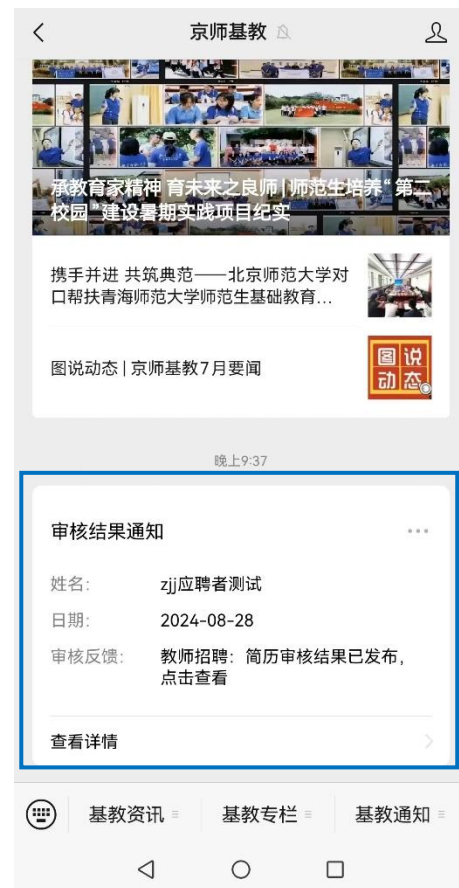 京师基教
承教育家精神 育未来之良师|师范生培养“第二
校园”建设暑期实践项目纪实
携手并进 共筑典范——北京师范大学对
口帮扶青海师范大学师范生基础教育...
图说动态|京师基教7月要闻
图说
动态
晚上9:37
审核结果通知
姓名: zjj应聘者测试
日期: 2024-08-28
审核反馈: 教师招聘：简历审核结果已发布，
点击查看
查看详情
基教资讯 基教专栏 基教通知